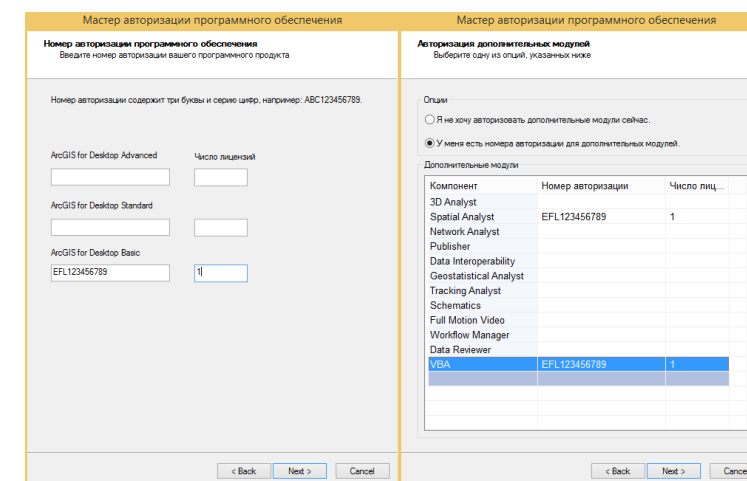 Мастер авторизации программного обеспечения
Номер авторизации программного обеспечения
Введите номер авторизации вашего программного продукта
Номер авторизации содержит три буквы и серию цифр, например: ABC123456789.
ArcGIS for Desktop Advanced
Число лицензий
ArcGIS for Desktop Standard
ArcGIS for Desktop Basic
EFL123456789 1
< Back Next > Cancel
Мастер авторизации программного обеспечения
Авторизация дополнительных модулей
Выберите одну из опций, указанных ниже
Опции
Я не хочу авторизовать дополнительные модули сейчас.
У меня есть номера авторизации для дополнительных модулей.
Дополнительные модули
Компонент Номер авторизации Число лиц...
3D Analyst
Spatial Analyst EFL123456789 1
Network Analyst
Publisher
Data Interoperability
Geostatistical Analyst
Tracking Analyst
Schematics
Full Motion Video
Workflow Manager
Data Reviewer
VBA EFL123456789 1
< Back Next > Cance